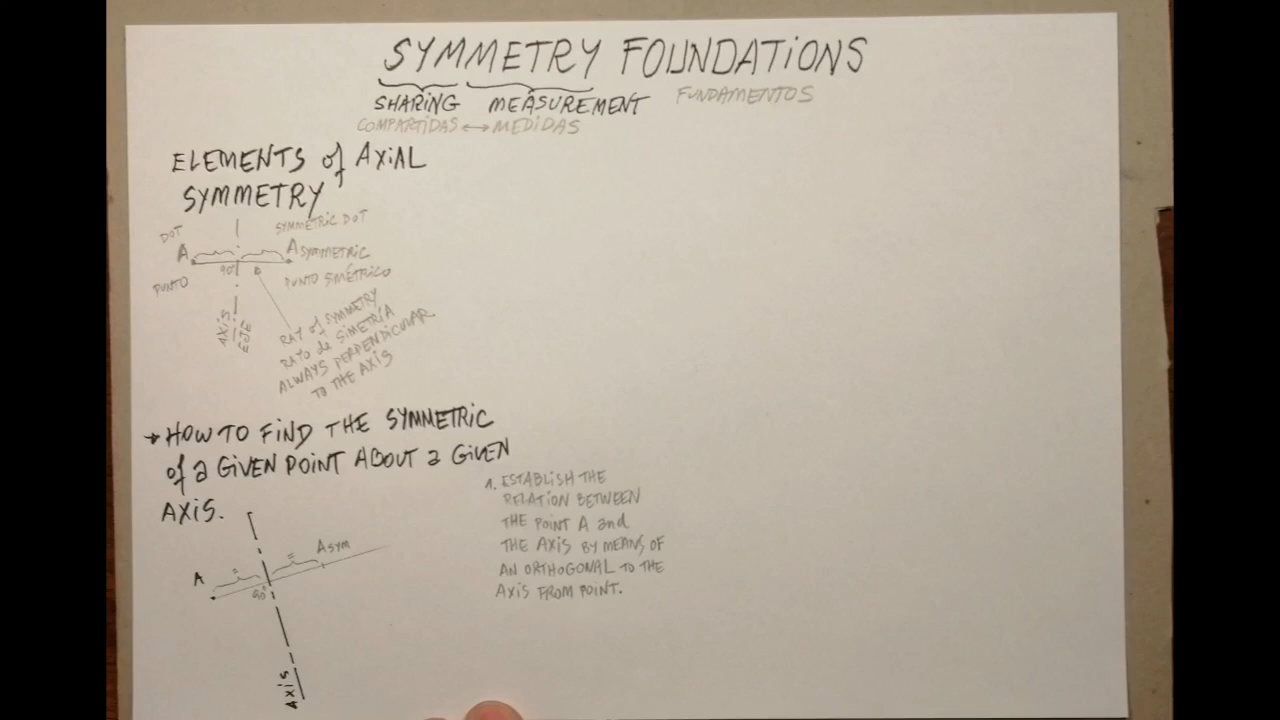 SYMMETRY FOUNDATIONS
SHARING MEASUREMENT FUNDAMENTOS
COMPARTIDAS ↔ MEDIDAS
ELEMENTS of AXIAL
SYMMETRY
DOT
SYMMETRIC DOT
A
A SYMMETRIC
90°
PUNTO
PUNTO SIMÉTRICO
AXIS
EJE
RAY of SYMMETRY
RAYO de SIMETRÍA
ALWAYS PERPENDICULAR
TO THE AXIS
→ HOW TO FIND THE SYMMETRIC
of a GIVEN POINT ABOUT a GIVEN
AXIS.
1. ESTABLISH THE
RELATION BETWEEN
THE POINT A and
THE AXIS BY MEANS OF
AN ORTHOGONAL TO THE
AXIS FROM POINT.
A
=
=
A SYM
90°
AXIS